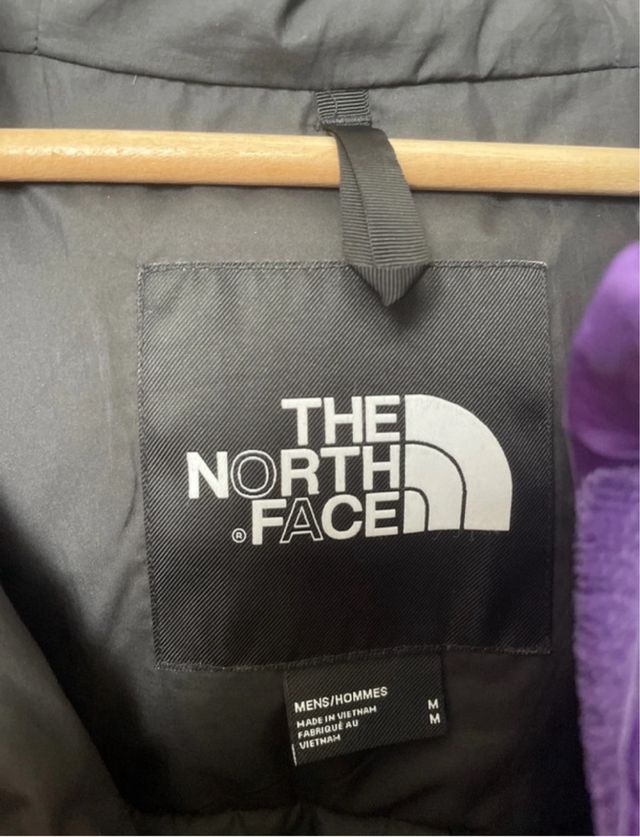 THE
NORTH
® FACE
MENS/HOMMES M
MADE IN VIETNAM M
FABRIQUÉ AU
VIETNAM